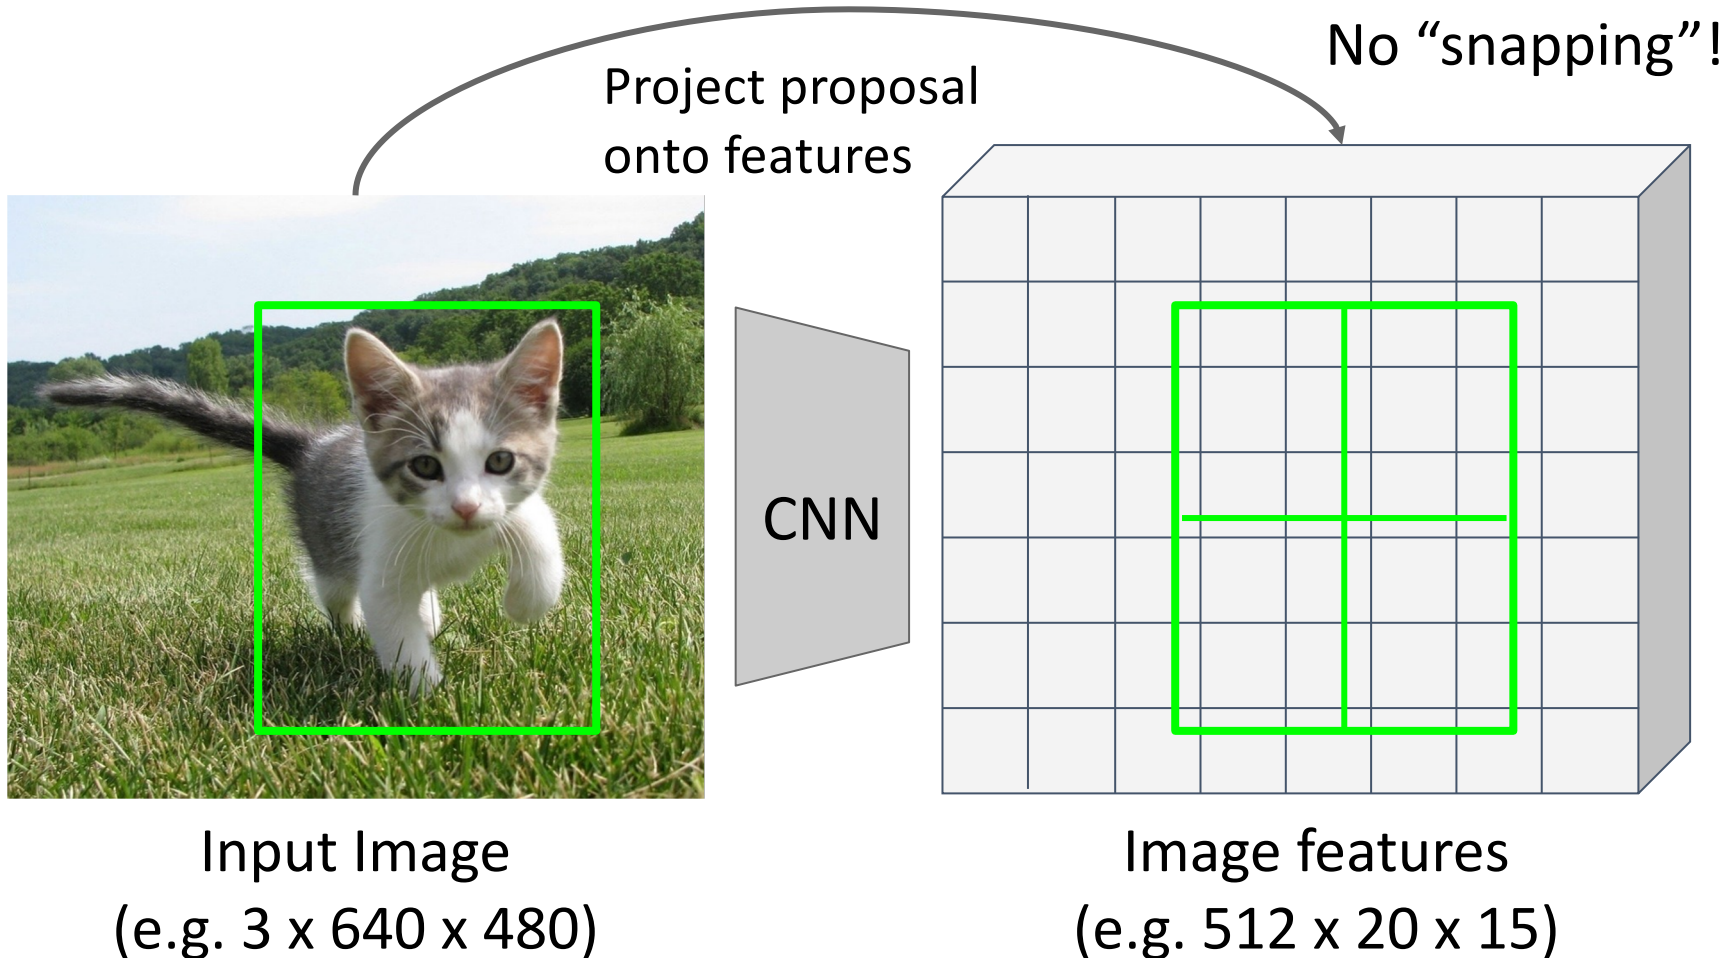 No “snapping”!
Project proposal
onto features
CNN
Input Image
(e.g. 3 x 640 x 480)
Image features
(e.g. 512 x 20 x 15)